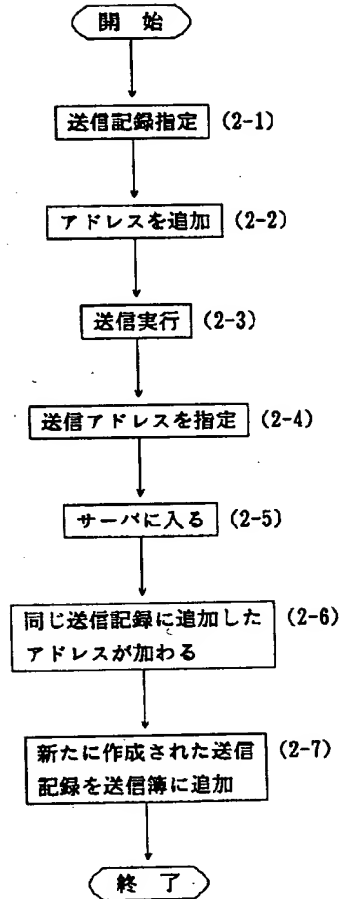 開 始
送信記録指定 (2-1)
アドレスを追加 (2-2)
送信実行 (2-3)
送信アドレスを指定 (2-4)
サーバに入る (2-5)
同じ送信記録に追加した (2-6)
アドレスが加わる
新たに作成された送信 (2-7)
記録を送信簿に追加
終 了